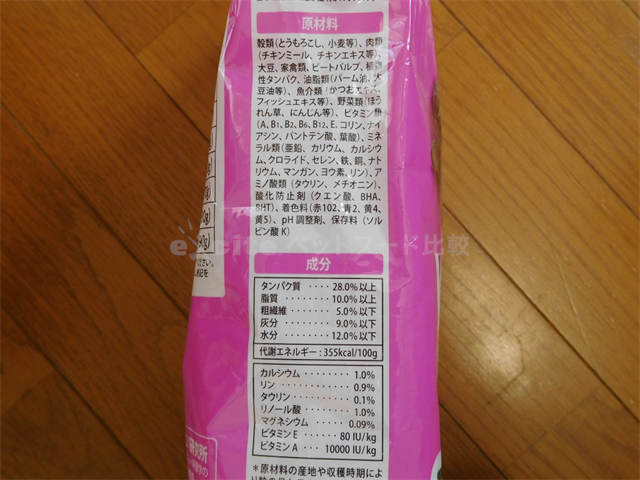 原材料
穀類（とうもろこし、小麦等）、肉類
（チキンミール、チキンエキス等）、
大豆、家禽類、ビートパルプ、植物
性タンパク、油脂類（パーム油、大
豆油等）、魚介類（かつおエキス、
フィッシュエキス等）、野菜類（ほう
れん草、にんじん等）、ビタミン類
（A、B1、B2、B6、B12、E、コリン、ナイ
アシン、パントテン酸、葉酸）、ミネ
ラル類（亜鉛、カリウム、カルシウ
ム、クロライド、セレン、鉄、銅、ナト
リウム、マンガン、ヨウ素、リン）、ア
ミノ酸類（タウリン、メチオニン）、
酸化防止剤（クエン酸、BHA、
BHT）、着色料（赤102、青2、黄4、
黄5）、pH調整剤、保存料（ソル
ビン酸K）
ペットフード比較
成分
タンパク質 ‥‥ 28.0%以上
脂質 ‥‥‥‥ 10.0%以上
粗繊維 ‥‥‥‥ 5.0%以下
灰分 ‥‥‥‥‥ 9.0%以下
水分 ‥‥‥‥ 12.0%以下
代謝エネルギー：355kcal/100g
カルシウム ‥‥‥‥ 1.0%
リン ‥‥‥‥‥‥ 0.9%
タウリン ‥‥‥‥‥ 0.1%
リノール酸 ‥‥‥‥ 1.0%
マグネシウム ‥‥‥ 0.09%
ビタミンE ‥‥‥ 80 IU/kg
ビタミンA ‥‥ 10000 IU/kg
＊原材料の産地や収穫時期によ
研究所